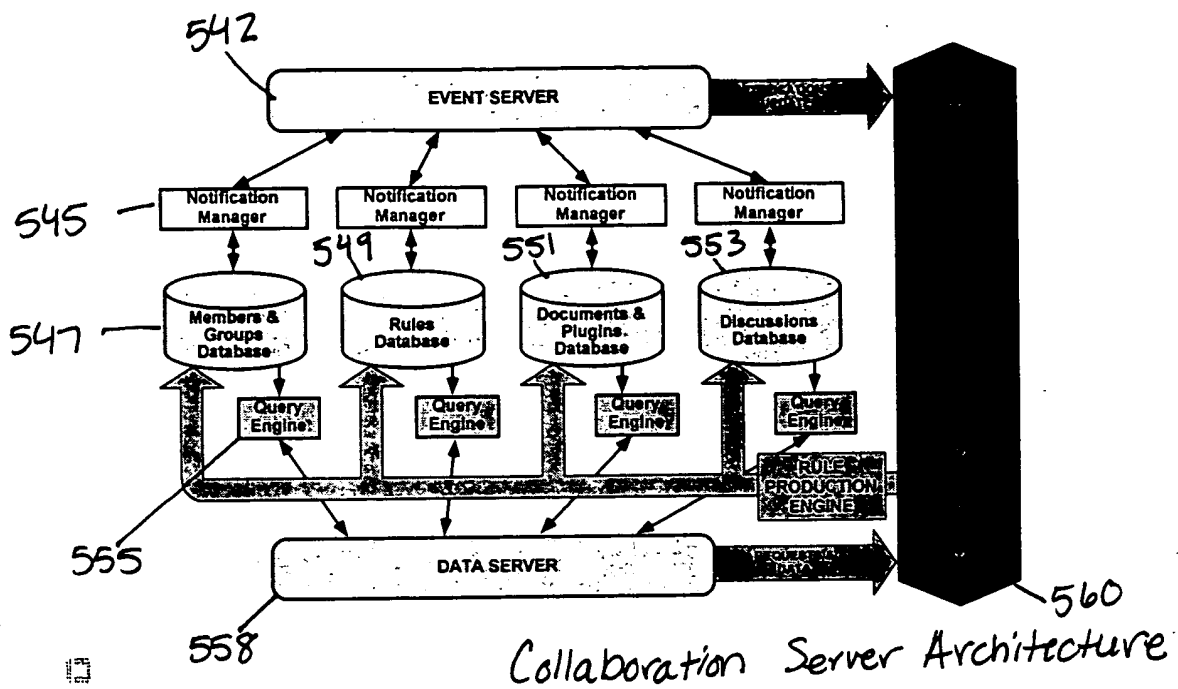 542
EVENT SERVER
545
Notification
Manager
Notification
Manager
Notification
Manager
Notification
Manager
549
551
553
547
Members &
Groups
Database
Rules
Database
Documents &
Plugins
Database
Discussions
Database
Query
Engine
Query
Engine
Query
Engine
Query
Engine
RULE
PRODUCTION
ENGINE
555
DATA SERVER
558
560
Collaboration Server Architecture